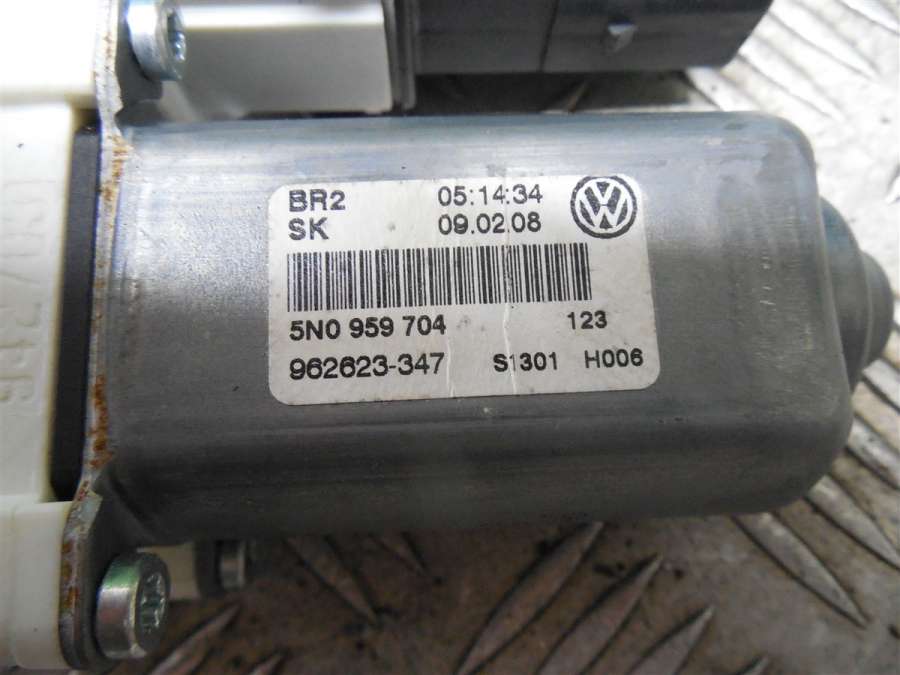 BR2 05:14:34
SK 09.02.08
5N0 959 704 123
962623-347 S1301 H006